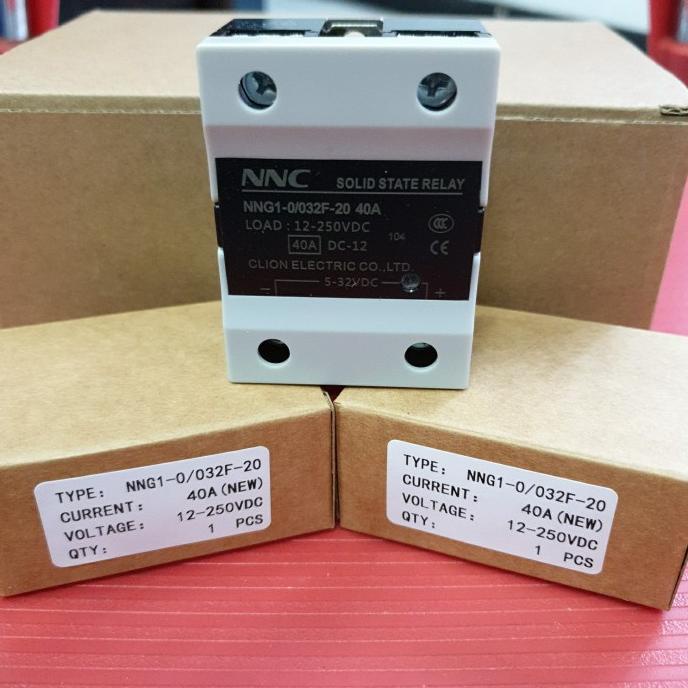 NNC SOLID STATE RELAY
NNG1-0/032F-20 40A
LOAD : 12-250VDC
CCC
40A DC-12 104 CE
CLION ELECTRIC CO.,LTD.
5-32VDC
− +
TYPE: NNG1-0/032F-20
CURRENT: 40A(NEW)
VOLTAGE: 12-250VDC
QTY: 1 PCS
TYPE: NNG1-0/032F-20
CURRENT: 40A(NEW)
VOLTAGE: 12-250VDC
QTY: 1 PCS